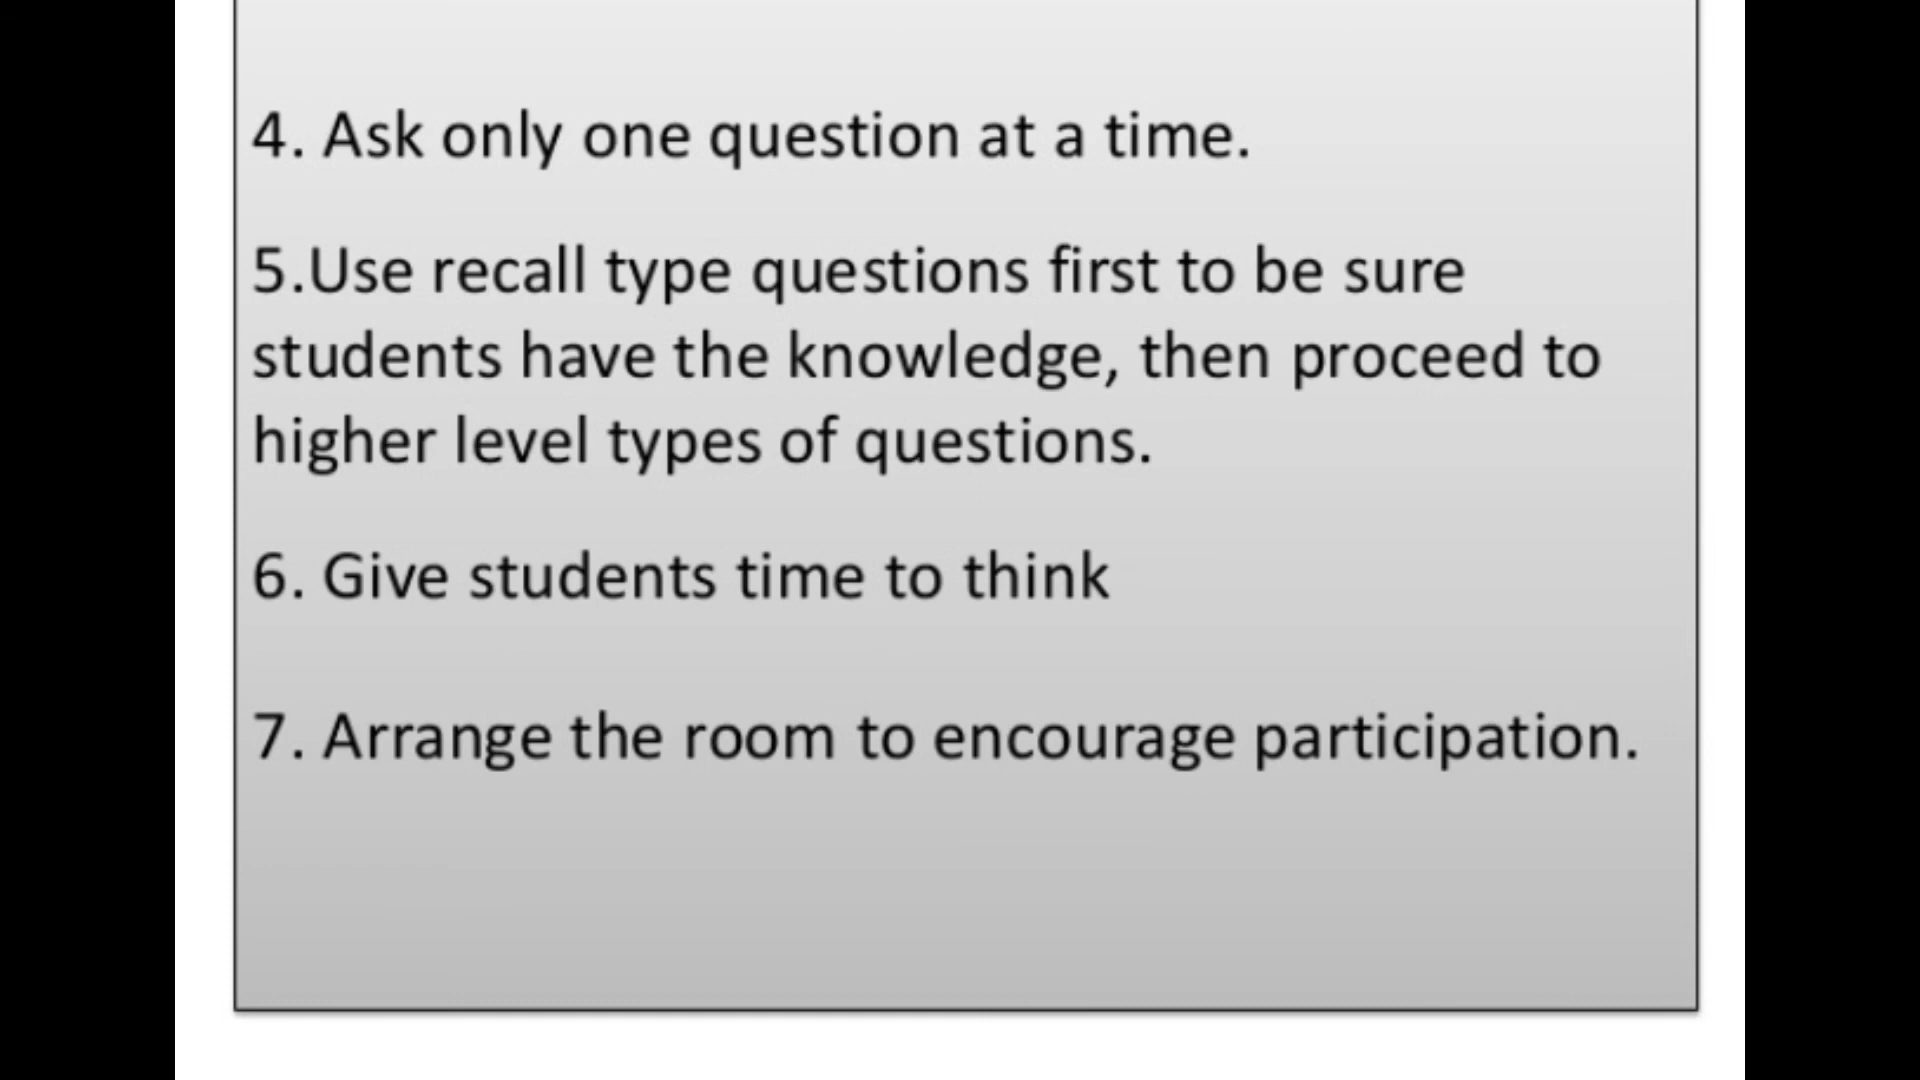 4. Ask only one question at a time.
5.Use recall type questions first to be sure
students have the knowledge, then proceed to
higher level types of questions.
6. Give students time to think
7. Arrange the room to encourage participation.